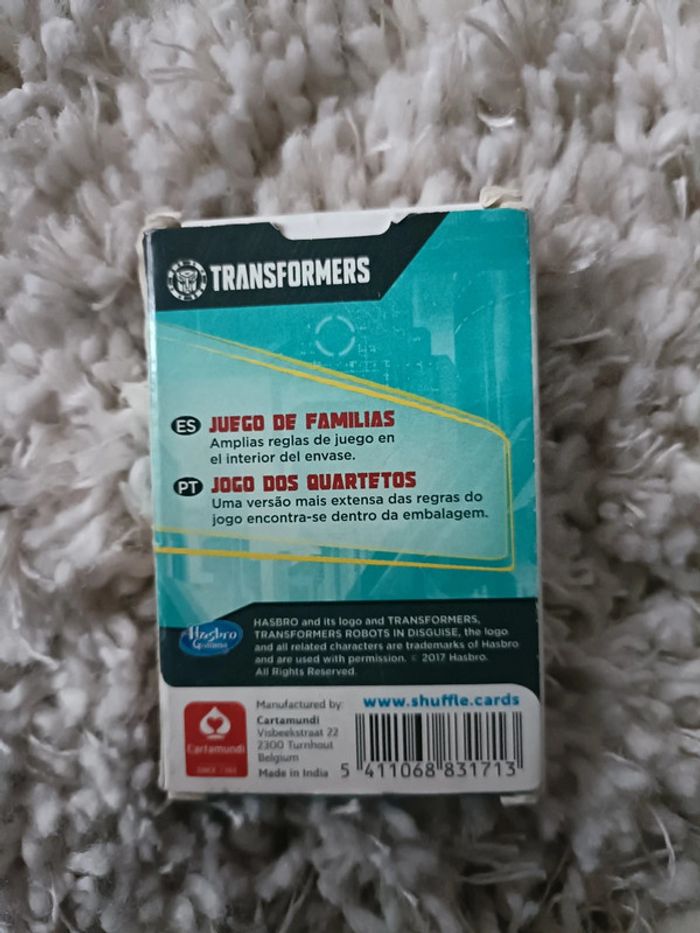 TRANSFORMERS
ES JUEGO DE FAMILIAS
Amplias reglas de juego en
el interior del envase.
PT JOGO DOS QUARTETOS
Uma versão mais extensa das regras do
jogo encontra-se dentro da embalagem.
Hasbro
Gaming
HASBRO and its logo and TRANSFORMERS,
TRANSFORMERS ROBOTS IN DISGUISE, the logo
and all related characters are trademarks of Hasbro
and are used with permission. © 2017 Hasbro.
All Rights Reserved.
Cartamundi
Manufactured by:
Cartamundi
Visbeekstraat 22
2300 Turnhout
Belgium
Made in India
www.shuffle.cards
5 411068 831713